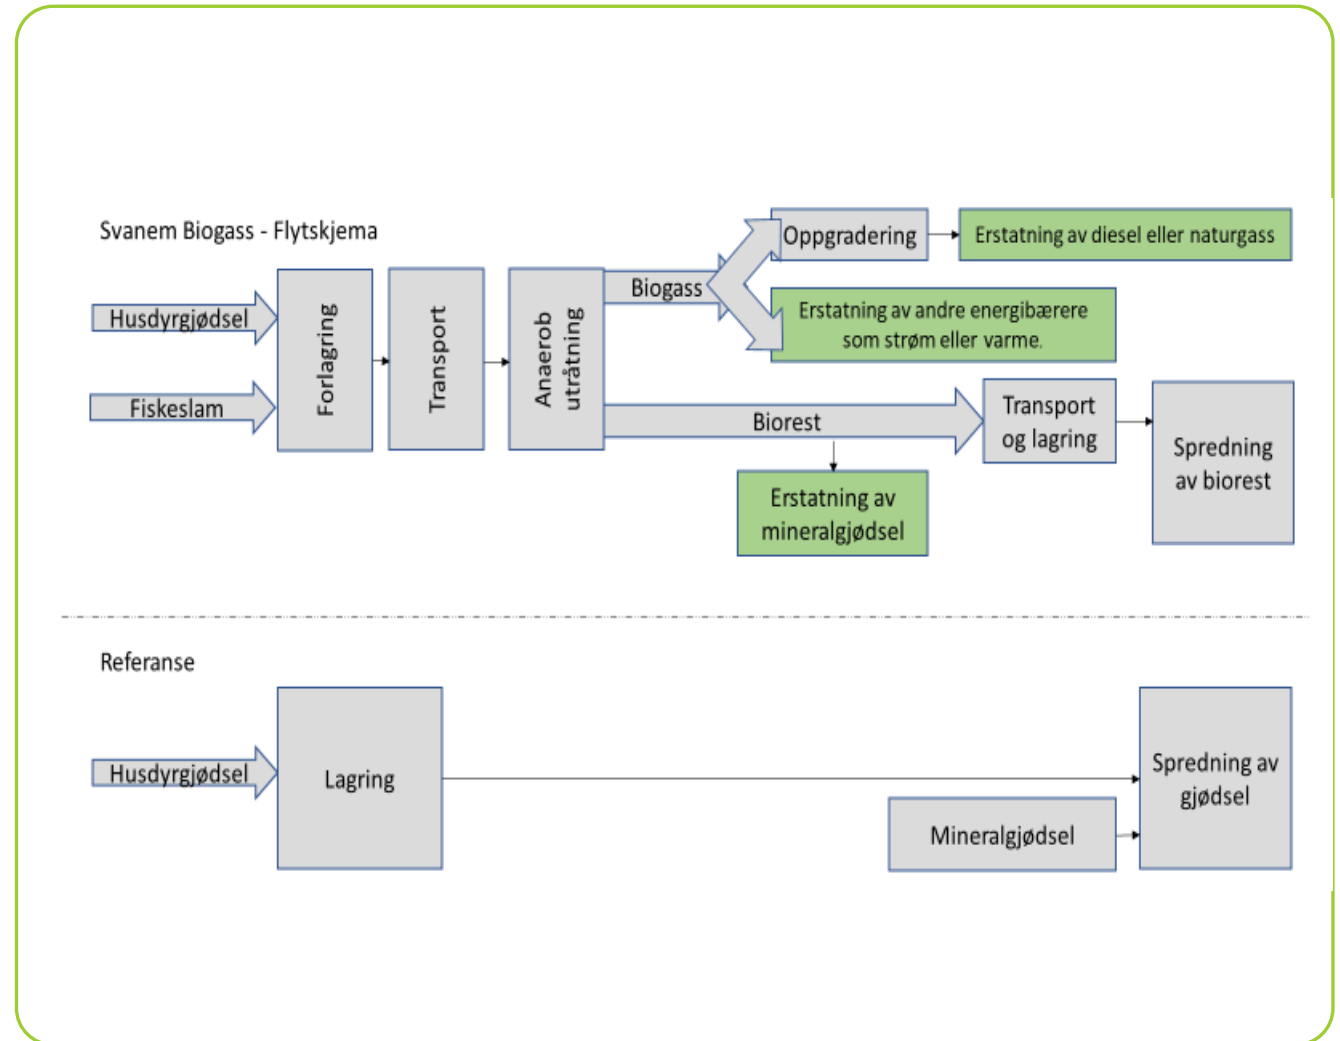 Svanem Biogass - Flytskjema
Husdyrgjødsel
Fiskeslam
Forlagring
Transport
Anaerob
utråtning
Biogass
Oppgradering
Erstatning av diesel eller naturgass
Erstatning av andre energibærere
som strøm eller varme.
Biorest
Erstatning av
mineralgjødsel
Transport
og lagring
Spredning
av biorest
Referanse
Husdyrgjødsel
Lagring
Mineralgjødsel
Spredning av
gjødsel